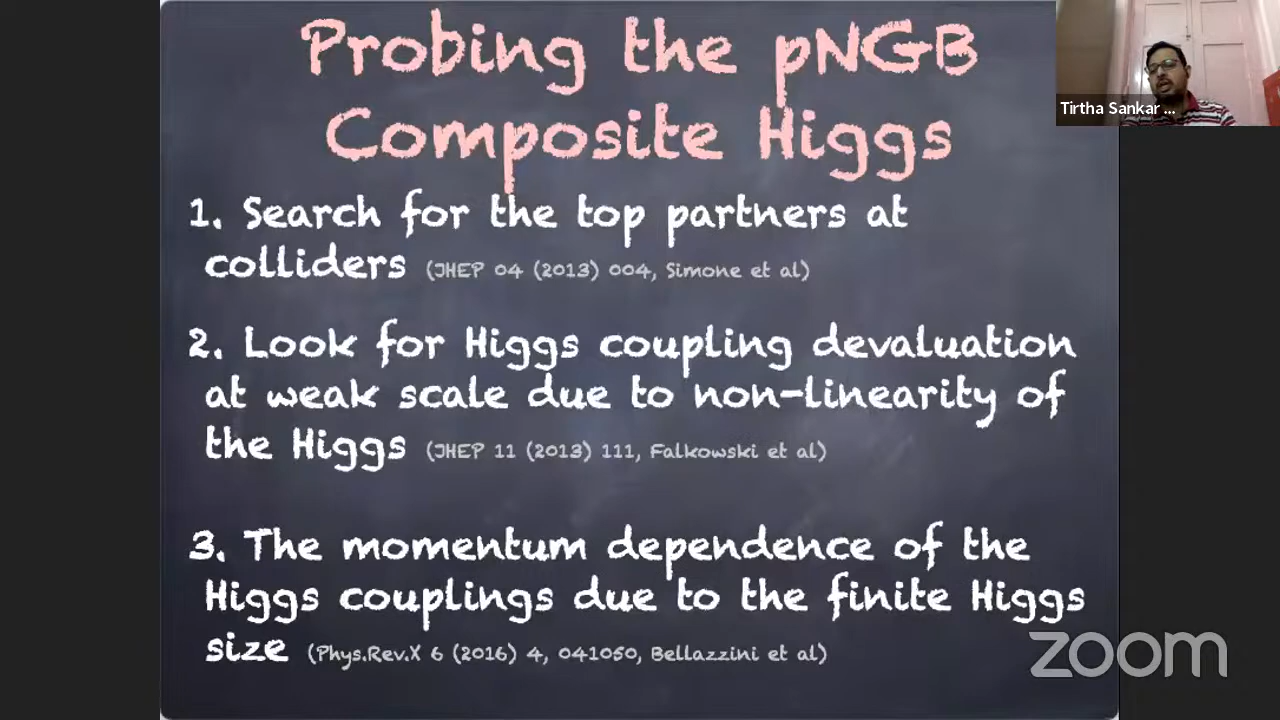 Probing the pNGB
Composite Higgs
Tirtha Sankar ...
1. Search for the top partners at
colliders (JHEP 04 (2013) 004, Simone et al)
2. Look for Higgs coupling devaluation
at weak scale due to non-linearity of
the Higgs (JHEP 11 (2013) 111, Falkowski et al)
3. The momentum dependence of the
Higgs couplings due to the finite Higgs
size (Phys.Rev.X 6 (2016) 4, 041050, Bellazzini et al)
zoom